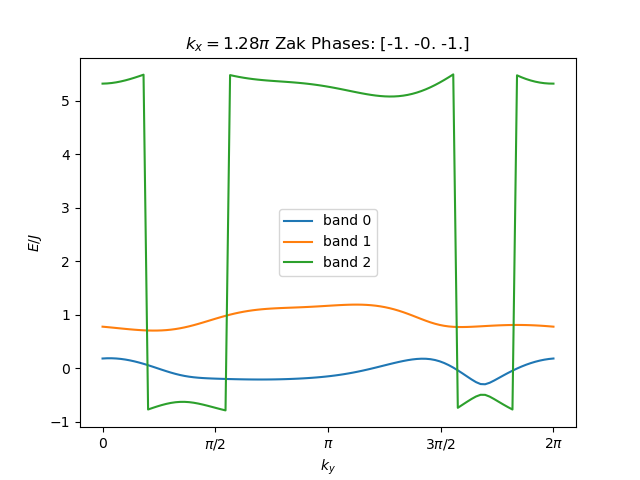 $k_x = 1.28\pi$ Zak Phases: [-1. -0. -1.]
E/J
5
4
3
2
1
0
−1
band 0
band 1
band 2
0
π/2
π
3π/2
2π
$k_y$